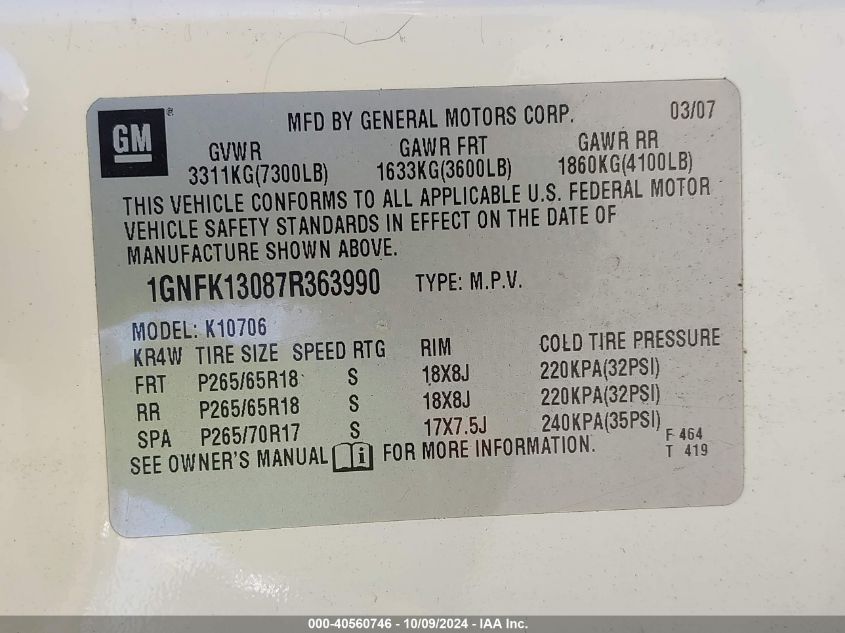 GM ®
MFD BY GENERAL MOTORS CORP. 03/07
GVWR GAWR FRT GAWR RR
3311KG(7300LB) 1633KG(3600LB) 1860KG(4100LB)
THIS VEHICLE CONFORMS TO ALL APPLICABLE U.S. FEDERAL MOTOR
VEHICLE SAFETY STANDARDS IN EFFECT ON THE DATE OF
MANUFACTURE SHOWN ABOVE.
1GNFK13087R363990 TYPE: M.P.V.
MODEL: K10706
KR4W TIRE SIZE SPEED RTG RIM COLD TIRE PRESSURE
FRT P265/65R18 S 18X8J 220KPA(32PSI)
RR P265/65R18 S 18X8J 220KPA(32PSI)
SPA P265/70R17 S 17X7.5J 240KPA(35PSI)
SEE OWNER'S MANUAL i FOR MORE INFORMATION.
F 464
T 419
000-40560746 - 10/09/2024 - IAA Inc.